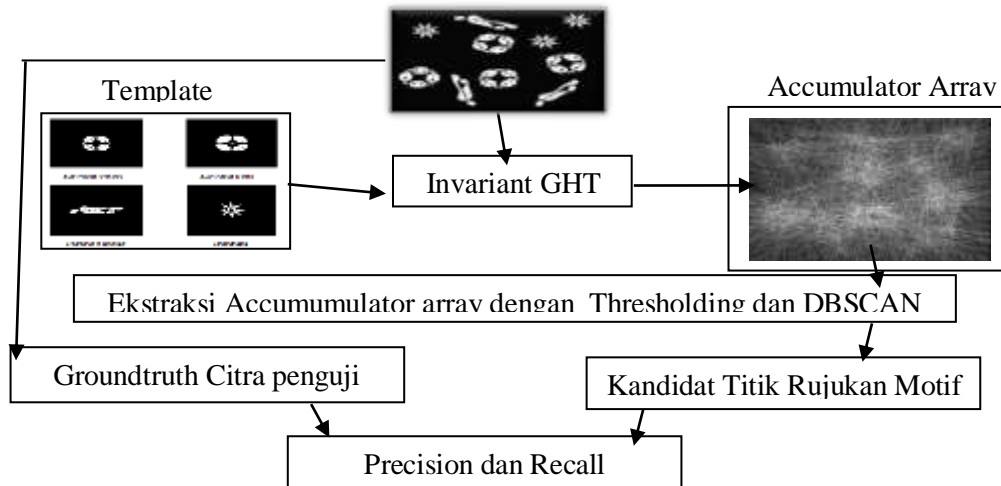 Template
Accumulator Array
Invariant GHT
Ekstraksi Accumumulator array dengan Thresholding dan DBSCAN
Groundtruth Citra penguji
Kandidat Titik Rujukan Motif
Precision dan Recall